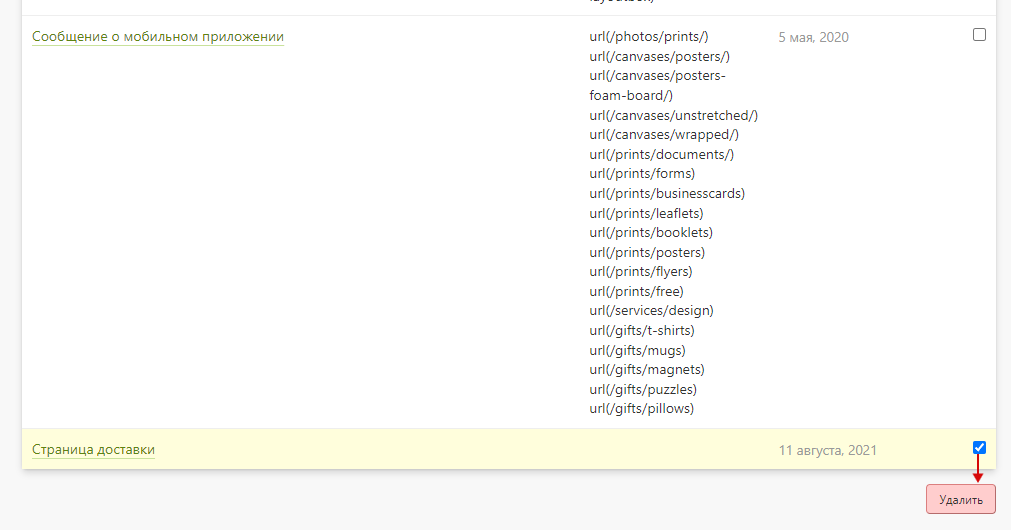 Сообщение о мобильном приложении
url(/photos/prints/)
5 мая, 2020
url(/canvases/posters/)
url(/canvases/posters-
foam-board/)
url(/canvases/unstretched/)
url(/canvases/wrapped/)
url(/prints/documents/)
url(/prints/forms)
url(/prints/businesscards)
url(/prints/leaflets)
url(/prints/booklets)
url(/prints/posters)
url(/prints/flyers)
url(/prints/free)
url(/services/design)
url(/gifts/t-shirts)
url(/gifts/mugs)
url(/gifts/magnets)
url(/gifts/puzzles)
url(/gifts/pillows)
Страница доставки
11 августа, 2021
Удалить